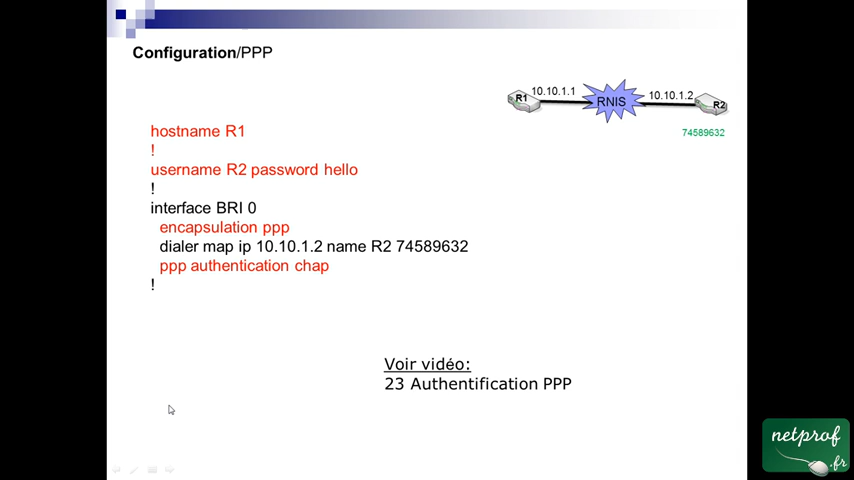 Configuration/PPP
R1
10.10.1.1
RNIS
10.10.1.2
R2
74589632
hostname R1
!
username R2 password hello
!
interface BRI 0
encapsulation ppp
dialer map ip 10.10.1.2 name R2 74589632
ppp authentication chap
!
Voir vidéo:
23 Authentification PPP
netprof
.fr